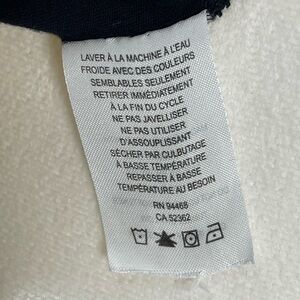 LAVER À LA MACHINE À L'EAU
FROIDE AVEC DES COULEURS
SEMBLABLES SEULEMENT
RETIRER IMMÉDIATEMENT
À LA FIN DU CYCLE
NE PAS JAVELLISER
NE PAS UTILISER
D'ASSOUPLISSANT
SÉCHER PAR CULBUTAGE
À BASSE TEMPÉRATURE
REPASSER À BASSE
TEMPÉRATURE AU BESOIN
RN 94468
CA 52362